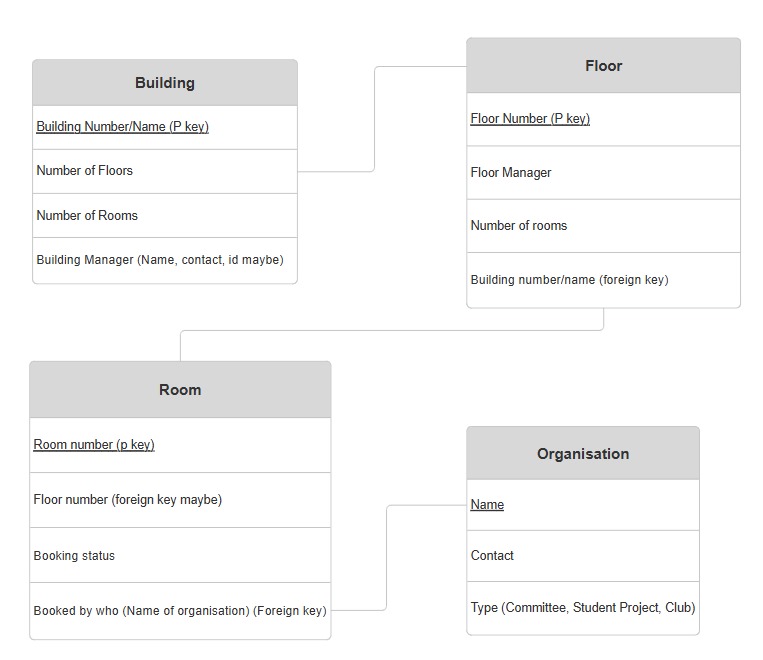 Building
Building Number/Name (P key)
Number of Floors
Number of Rooms
Building Manager (Name, contact, id maybe)
Floor
Floor Number (P key)
Floor Manager
Number of rooms
Building number/name (foreign key)
Room
Room number (p key)
Floor number (foreign key maybe)
Booking status
Booked by who (Name of organisation) (Foreign key)
Organisation
Name
Contact
Type (Committee, Student Project, Club)